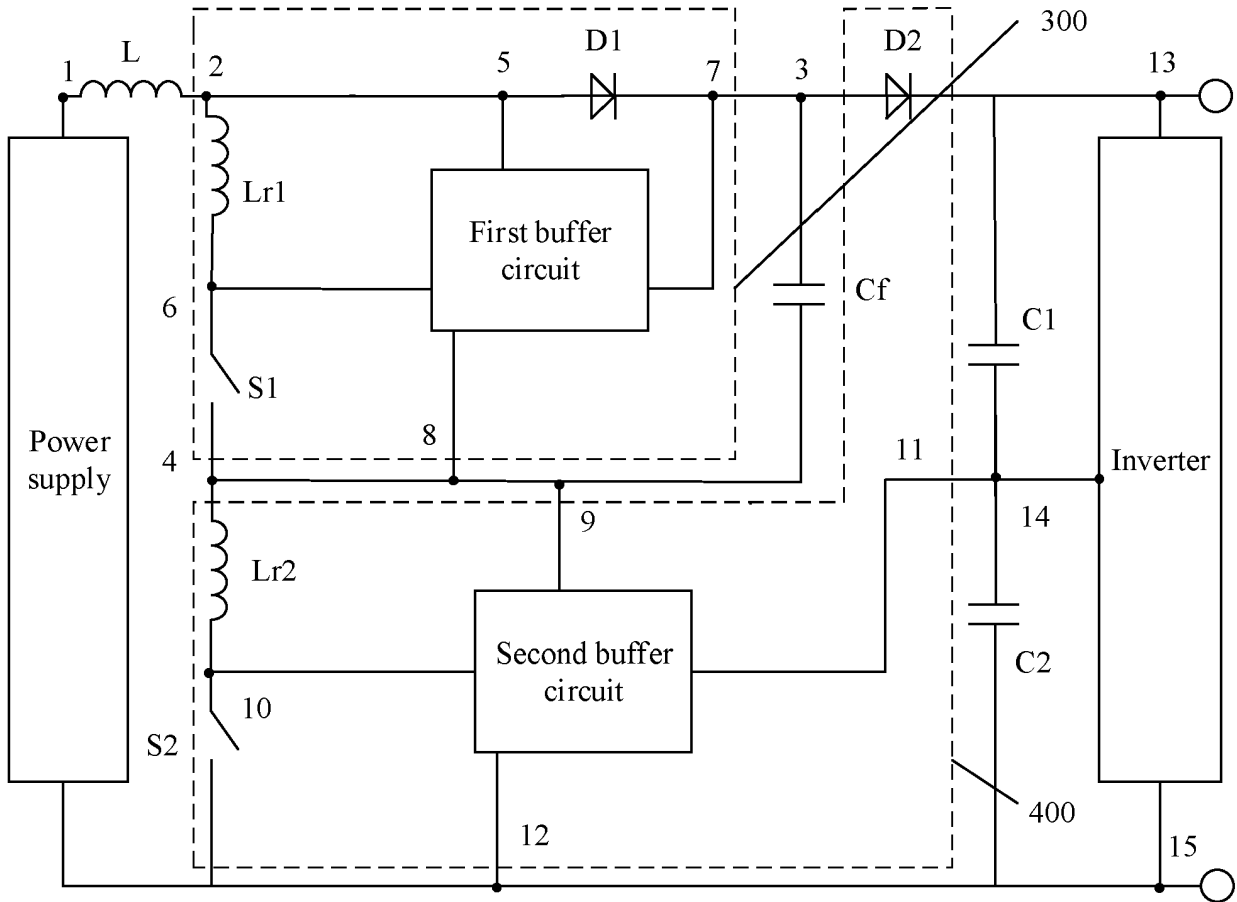 300
D1
D2
L
1
2
5
7
3
13
Lr1
First buffer
circuit
Cf
6
C1
S1
8
4
11
Power
supply
Inverter
9
14
Lr2
Second buffer
circuit
C2
10
S2
400
12
15